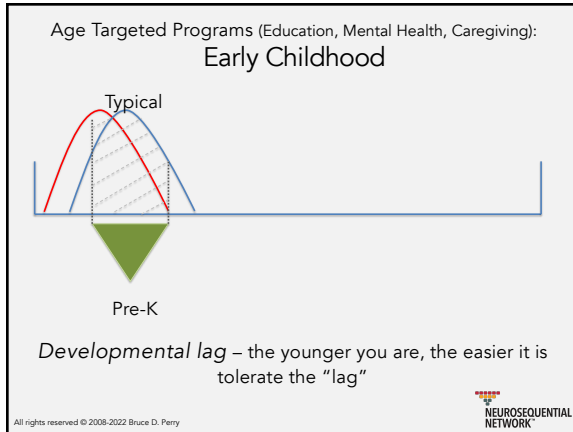 Age Targeted Programs (Education, Mental Health, Caregiving):
Early Childhood
Typical
Pre-K
Developmental lag – the younger you are, the easier it is
tolerate the “lag”
All rights reserved © 2008-2022 Bruce D. Perry
NEUROSEQUENTIAL
NETWORK™